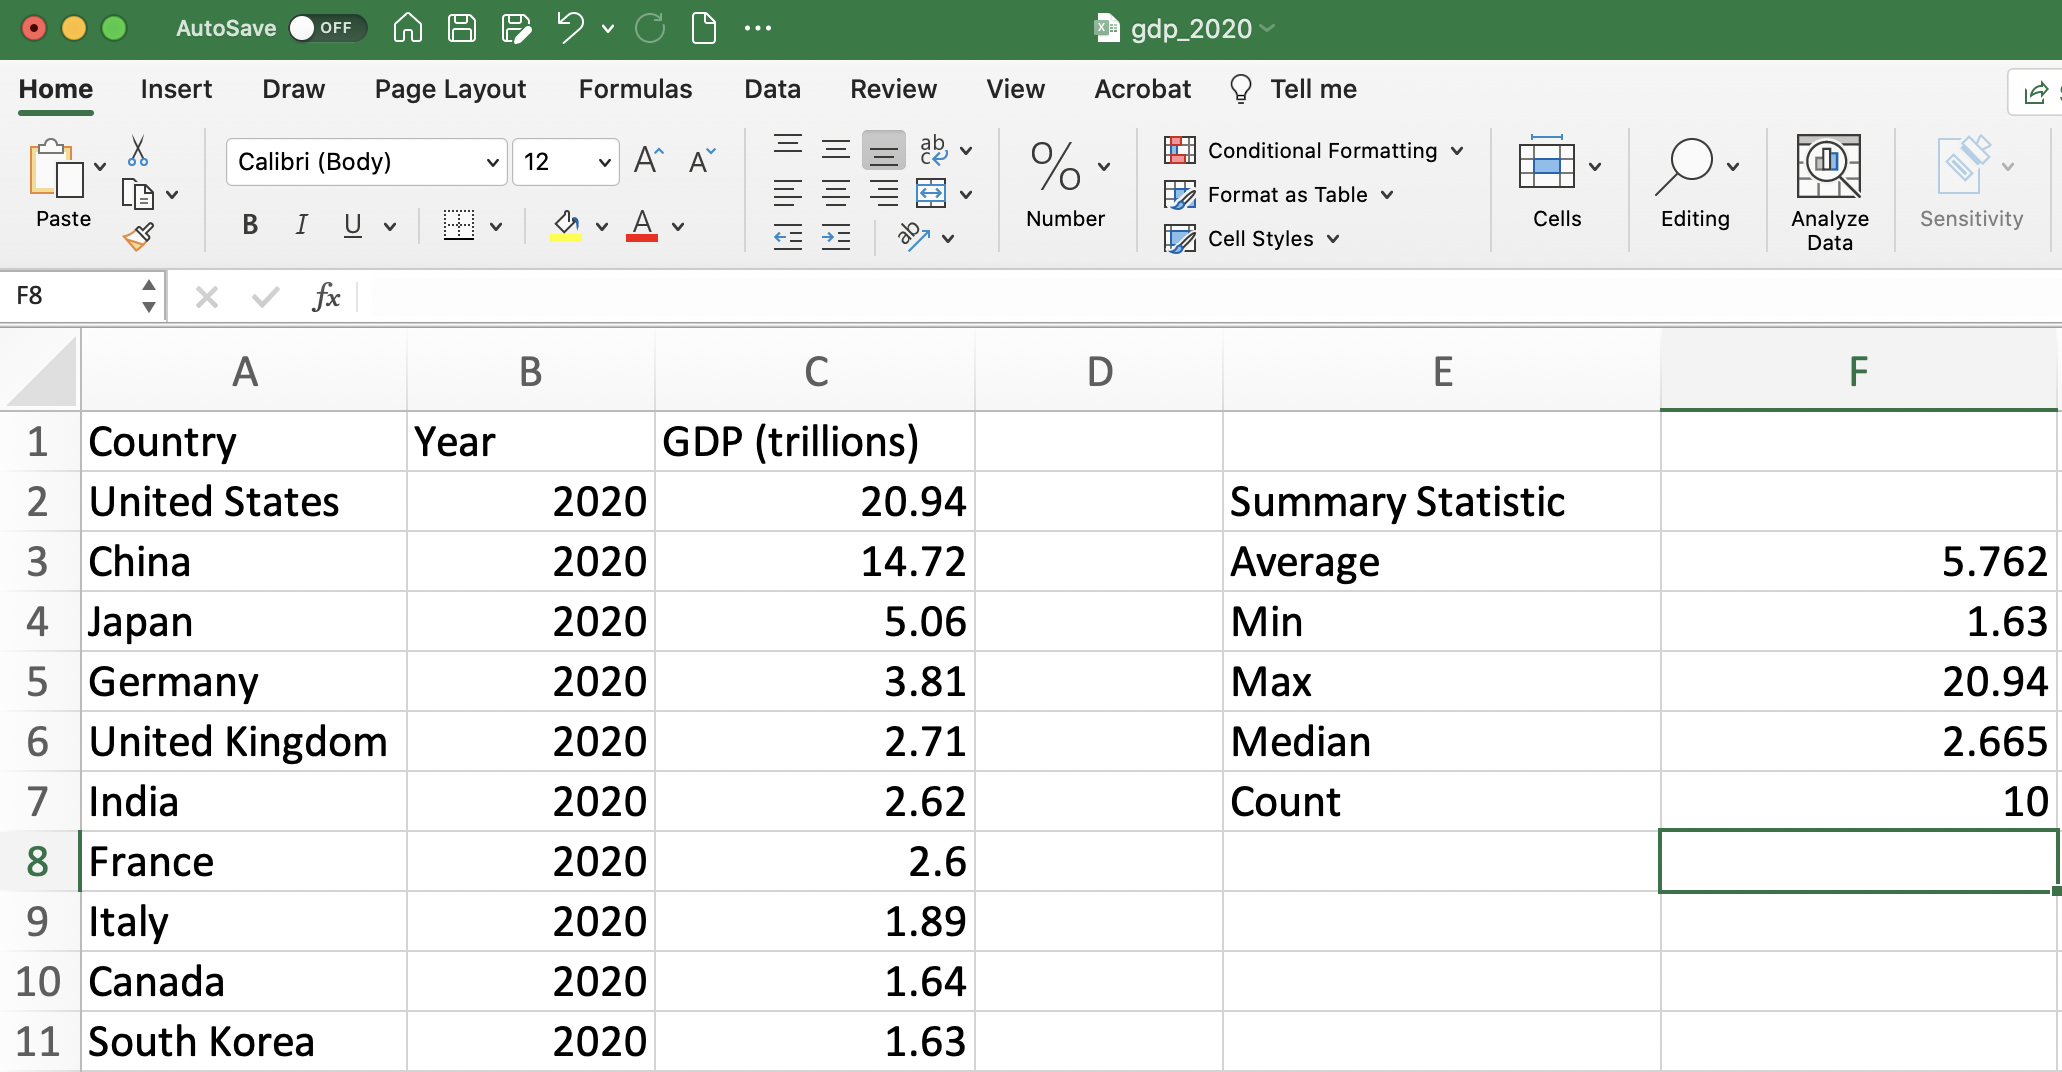 AutoSave OFF gdp_2020
Home Insert Draw Page Layout Formulas Data Review View Acrobat Tell me
Paste Calibri (Body) 12 A A ab c % Number Conditional Formatting Cells Editing Analyze Data Sensitivity
Format as Table
B I U A ab Cell Styles
F8 fx
A B C D E F
1 Country Year GDP (trillions)
2 United States 2020 20.94 Summary Statistic
3 China 2020 14.72 Average 5.762
4 Japan 2020 5.06 Min 1.63
5 Germany 2020 3.81 Max 20.94
6 United Kingdom 2020 2.71 Median 2.665
7 India 2020 2.62 Count 10
8 France 2020 2.6
9 Italy 2020 1.89
10 Canada 2020 1.64
11 South Korea 2020 1.63